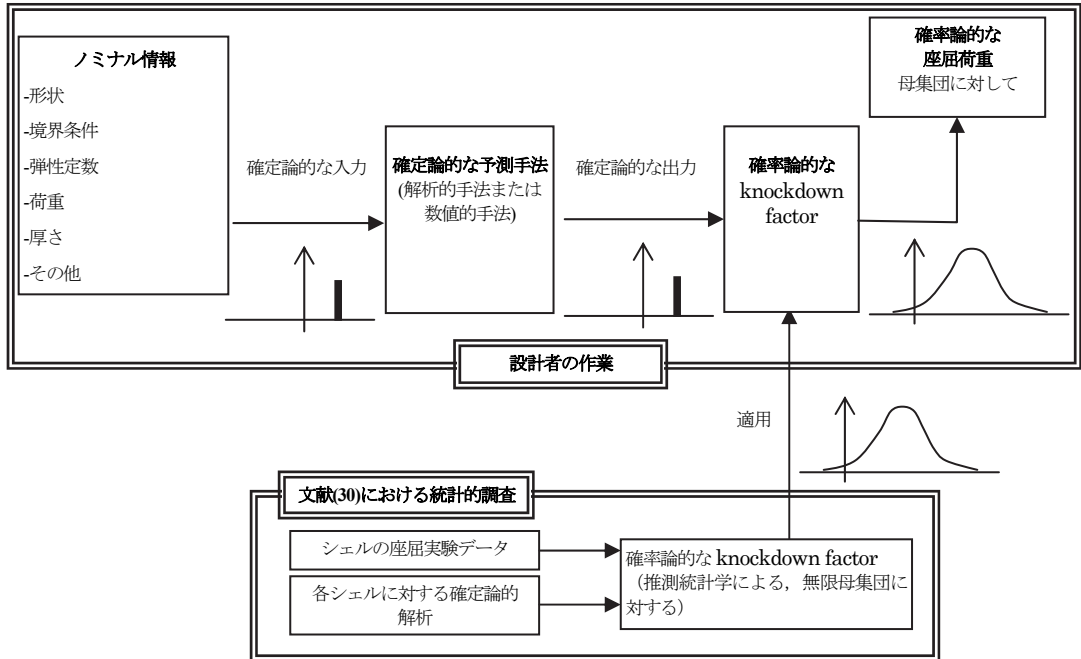 ノミナル情報
-形状
-境界条件
-弾性定数
-荷重
-厚さ
-その他
確定論的な入力
確定論的な予測手法
(解析的手法または
数値的手法)
確定論的な出力
確率論的な
knockdown
factor
確率論的な
座屈荷重
母集団に対して
設計者の作業
適用
文献(30)における統計的調査
シェルの座屈実験データ
各シェルに対する確定論的
解析
確率論的な knockdown factor
（推測統計学による，無限母集団に
対する）